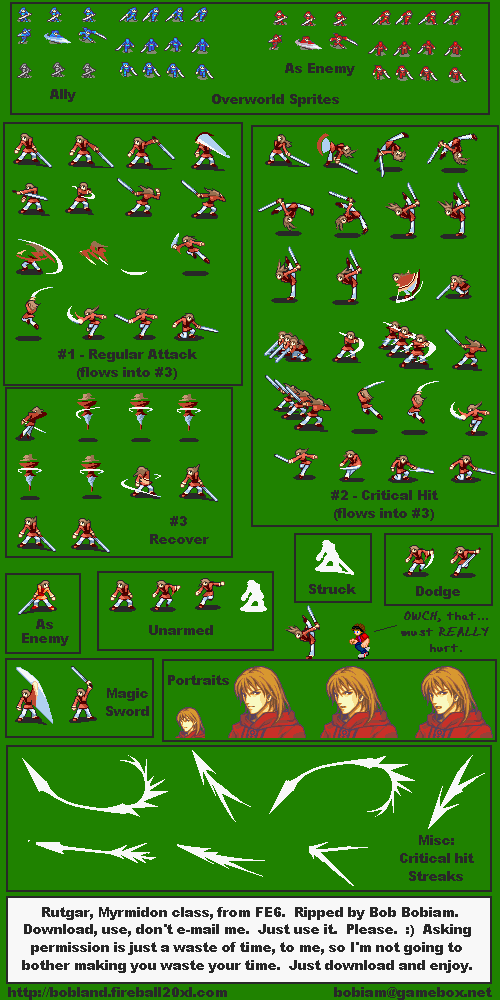 As Enemy
Ally
Overworld Sprites
#1 - Regular Attack
(flows into #3)
#2 - Critical Hit
(flows into #3)
#3
Recover
Struck
Dodge
As
Enemy
Unarmed
OWCH, that...
must REALLY
hurt.
Magic
Sword
Portraits
Misc:
Critical hit
Streaks
Rutgar, Myrmidon class, from FE6. Ripped by Bob Bobiam.
Download, use, don't e-mail me. Just use it. Please. :) Asking
permission is just a waste of time, to me, so I'm not going to
bother making you waste your time. Just download and enjoy.
http://bobland.fireball20xl.com
bobiam@gamebox.net